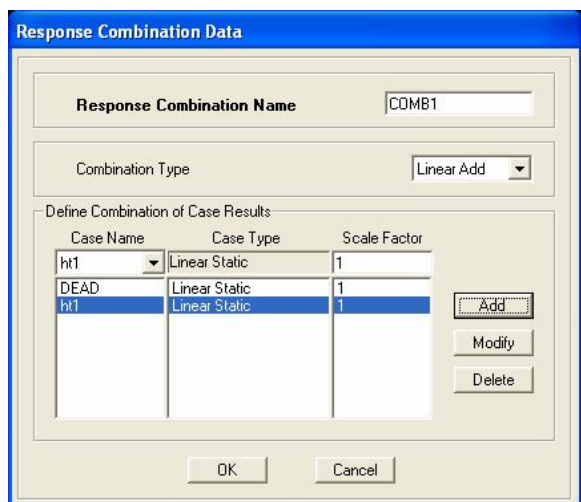 Response Combination Data
Response Combination Name COMB1
Combination Type Linear Add
Define Combination of Case Results
Case Name Case Type Scale Factor
ht1 Linear Static 1
DEAD Linear Static 1
ht1 Linear Static 1
Add
Modify
Delete
OK Cancel